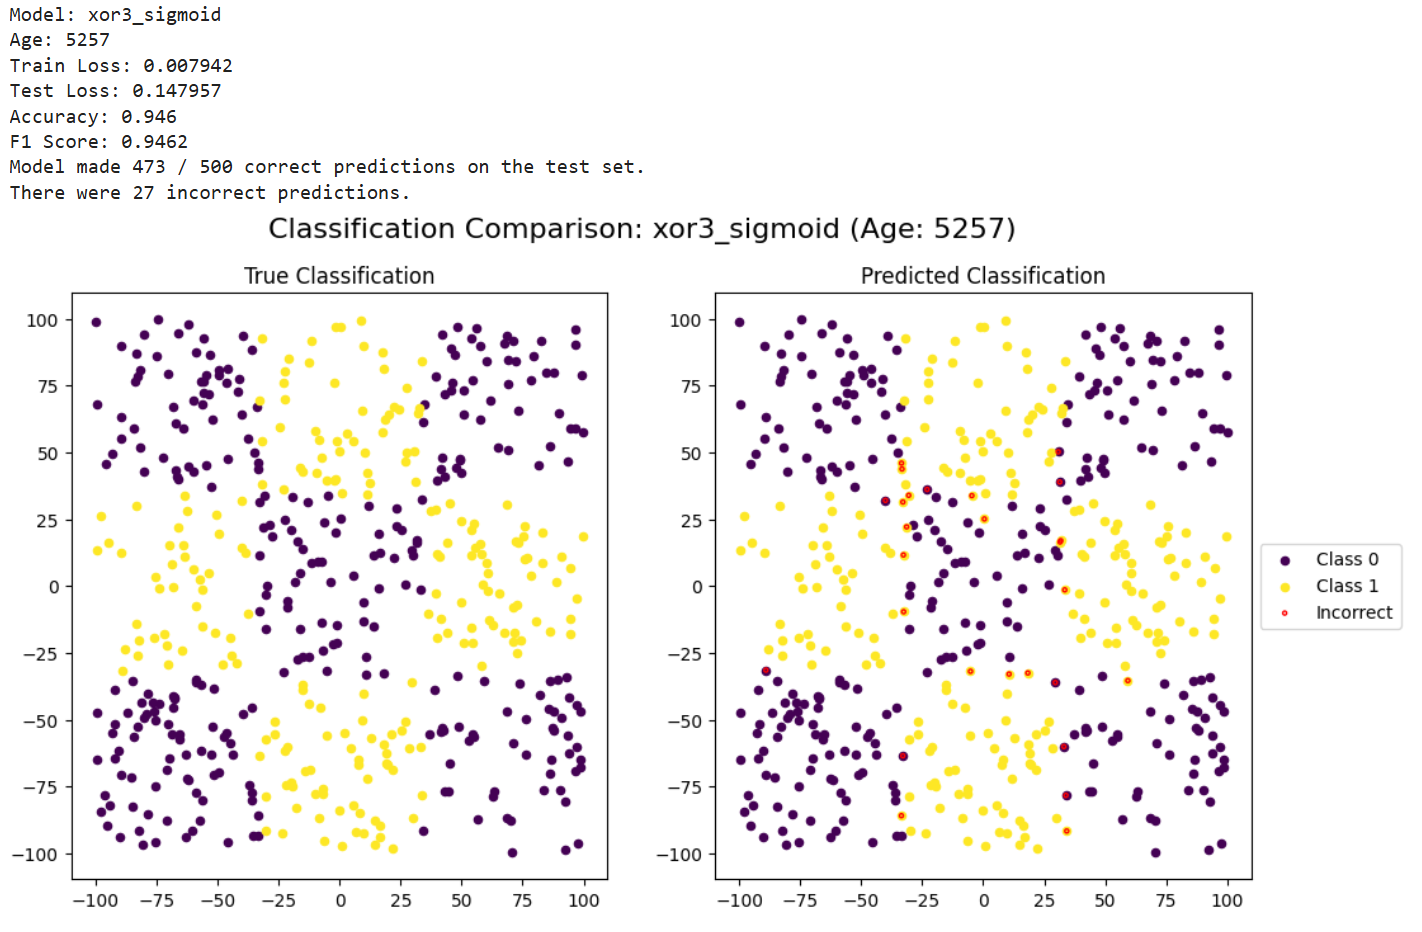 Model: xor3_sigmoid
Age: 5257
Train Loss: 0.007942
Test Loss: 0.147957
Accuracy: 0.946
F1 Score: 0.9462
Model made 473 / 500 correct predictions on the test set.
There were 27 incorrect predictions.
Classification Comparison: xor3_sigmoid (Age: 5257)
True Classification
100
75
50
25
0
−25
−50
−75
−100
−100 −75 −50 −25 0 25 50 75 100
Predicted Classification
100
75
50
25
0
−25
−50
−75
−100
−100 −75 −50 −25 0 25 50 75 100
Class 0
Class 1
Incorrect